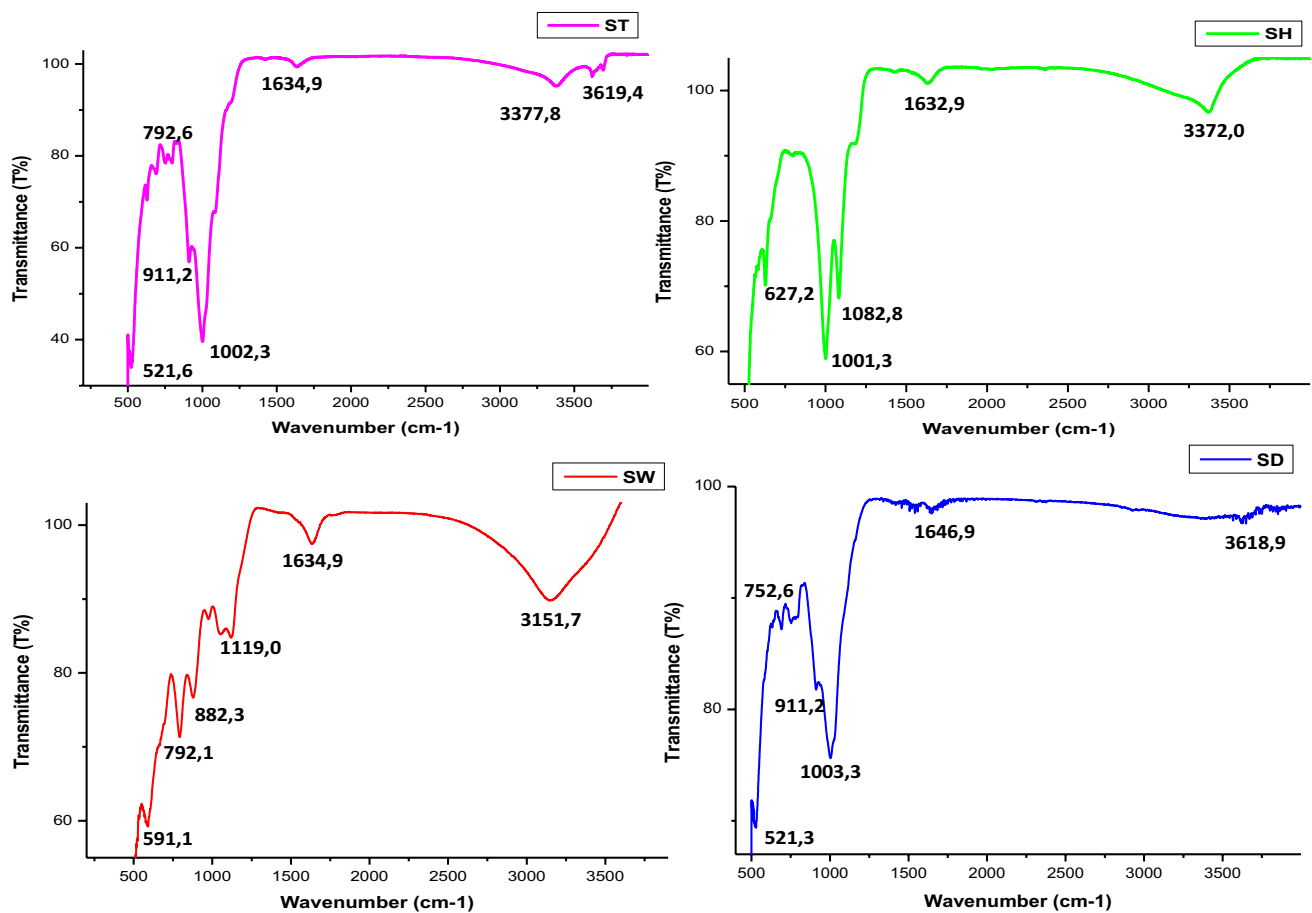 ST
Transmittance (T%)
100
80
60
40
1634,9
3377,8
3619,4
792,6
911,2
1002,3
521,6
500 1000 1500 2000 2500 3000 3500
Wavenumber (cm-1)
SH
Transmittance (T%)
100
80
60
1632,9
3372,0
627,2
1082,8
1001,3
500 1000 1500 2000 2500 3000 3500
Wavenumber (cm-1)
SW
Transmittance (T%)
100
80
60
1634,9
3151,7
1119,0
882,3
792,1
591,1
500 1000 1500 2000 2500 3000 3500
Wavenumber (cm-1)
SD
Transmittance (T%)
100
80
1646,9
3618,9
752,6
911,2
1003,3
521,3
500 1000 1500 2000 2500 3000 3500
Wavenumber (cm-1)